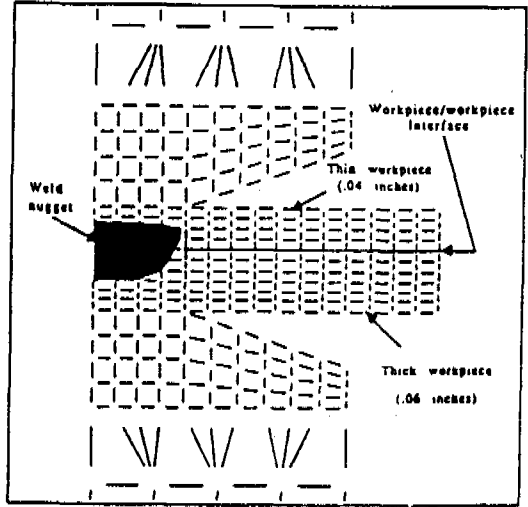 Workpiece/workpiece
Interface
Thin workpiece
(.04 inches)
Weld
nugget
Thick workpiece
(.06 inches)